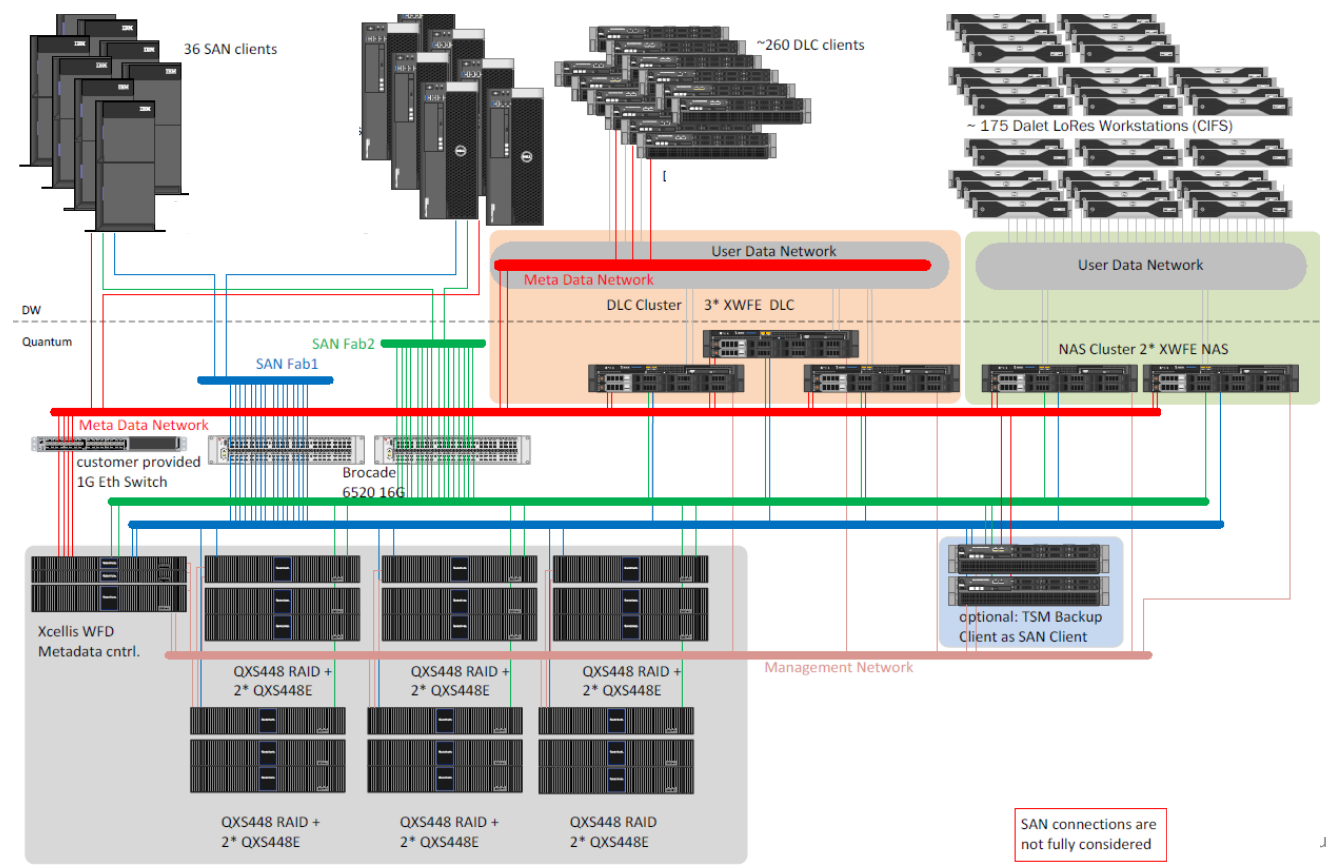 36 SAN clients
~260 DLC clients
~ 175 Dalet LoRes Workstations (CIFS)
[
User Data Network
Meta Data Network
User Data Network
DLC Cluster 3* XWFE DLC
DW
Quantum
SAN Fab2
SAN Fab1
NAS Cluster 2* XWFE NAS
Meta Data Network
customer provided
1G Eth Switch
Brocade
6520 16G
Xcellis WFD
Metadata cntrl.
optional: TSM Backup
Client as SAN Client
Management Network
QXS448 RAID +
2* QXS448E
QXS448 RAID +
2* QXS448E
QXS448 RAID +
2* QXS448E
QXS448 RAID +
2* QXS448E
QXS448 RAID +
2* QXS448E
QXS448 RAID
2* QXS448E
SAN connections are
not fully considered